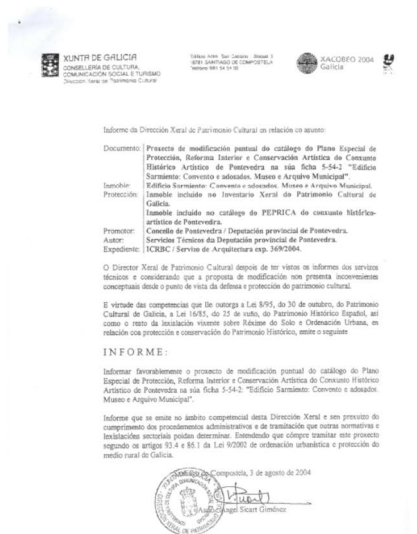 XUNTA DE GALICIA
CONSELLERÍA DE CULTURA,
COMUNICACIÓN SOCIAL E TURISMO
Dirección Xeral de Patrimonio Cultural
15781 SANTIAGO DE COMPOSTELA
XACOBEO 2004
Galicia
Informe da Dirección Xeral de Patrimonio Cultural en relación co asunto:
Documento: Proxecto de modificación puntual do catálogo do Plano Especial de
Protección, Reforma Interior e Conservación Artística do Conxunto
Histórico Artístico de Pontevedra na súa ficha 5-54-2 "Edificio
Sarmiento: Convento e adosados. Museo e Arquivo Municipal".
Inmoble: Edificio Sarmiento: Convento e adosados. Museo e Arquivo Municipal.
Protección: Inmoble incluído no Inventario Xeral do Patrimonio Cultural de
Galicia.
Inmoble incluído no catálogo do PEPRICA do conxunto histórico-
artístico de Pontevedra.
Promotor: Concello de Pontevedra / Deputación provincial de Pontevedra.
Autor: Servicios Técnicos da Deputación provincial de Pontevedra.
Expediente: ICRBC / Servizo de Arquitectura exp. 369/2004.
O Director Xeral de Patrimonio Cultural despois de ter vistos os informes dos servizos
técnicos e considerando que a proposta de modificación non presenta inconvenientes
conceptuais desde o punto de vista da defensa e protección do patrimonio cultural.
E virtude das competencias que lle outorga a Lei 8/95, do 30 de outubro, do Patrimonio
Cultural de Galicia, a Lei 16/85, do 25 de xuño, do Patrimonio Histórico Español, así
como o resto da lexislación vixente sobre Réxime do Solo e Ordenación Urbana, en
relación coa protección e conservación do Patrimonio Histórico, emite o seguinte
INFORME:
Informar favorablemente o proxecto de modificación puntual do catálogo do Plano
Especial de Protección, Reforma Interior e Conservación Artística do Conxunto Histórico
Artístico de Pontevedra na súa ficha 5-54-2: "Edificio Sarmiento: Convento e adosados.
Museo e Arquivo Municipal".
Informe que se emite no ámbito competencial desta Dirección Xeral e sen prexuízo do
cumprimento dos procedementos administrativos e de tramitación que outras normativas e
lexislacións sectoriais poidan determinar. Entendendo que cómpre tramitar este proxecto
segundo os artigos 93.4 e 86.1 da Lei 9/2002 de ordenación urbanística e protección do
medio rural de Galicia.
Compostela, 3 de agosto de 2004
Ángel Sicart Giménez